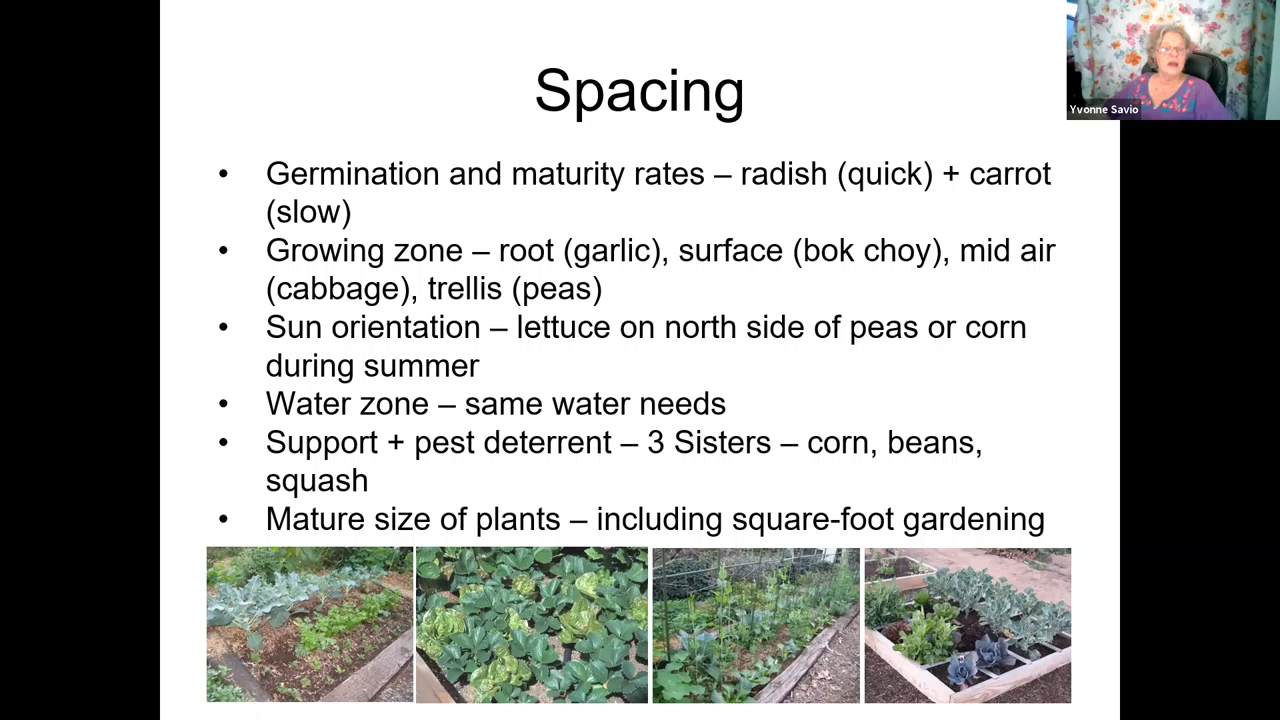 Spacing
Yvonne Savio
• Germination and maturity rates – radish (quick) + carrot
(slow)
• Growing zone – root (garlic), surface (bok choy), mid air
(cabbage), trellis (peas)
• Sun orientation – lettuce on north side of peas or corn
during summer
• Water zone – same water needs
• Support + pest deterrent – 3 Sisters – corn, beans,
squash
• Mature size of plants – including square-foot gardening